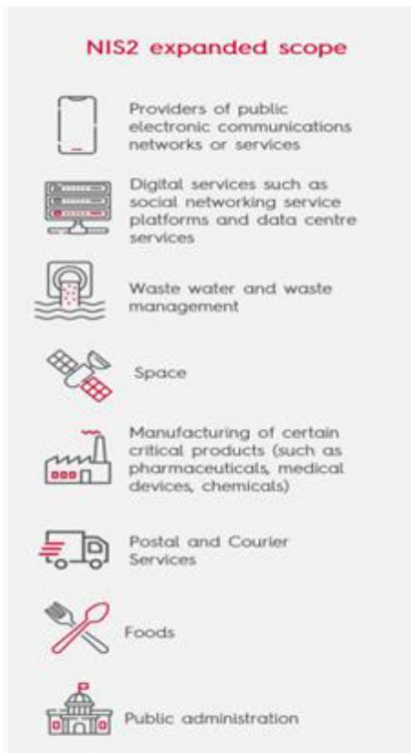 NIS2 expanded scope
Providers of public
electronic communications
networks or services
Digital services such as
social networking service
platforms and data centre
services
Waste water and waste
management
Space
Manufacturing of certain
critical products (such as
pharmaceuticals, medical
devices, chemicals)
Postal and Courier
Services
Foods
Public administration